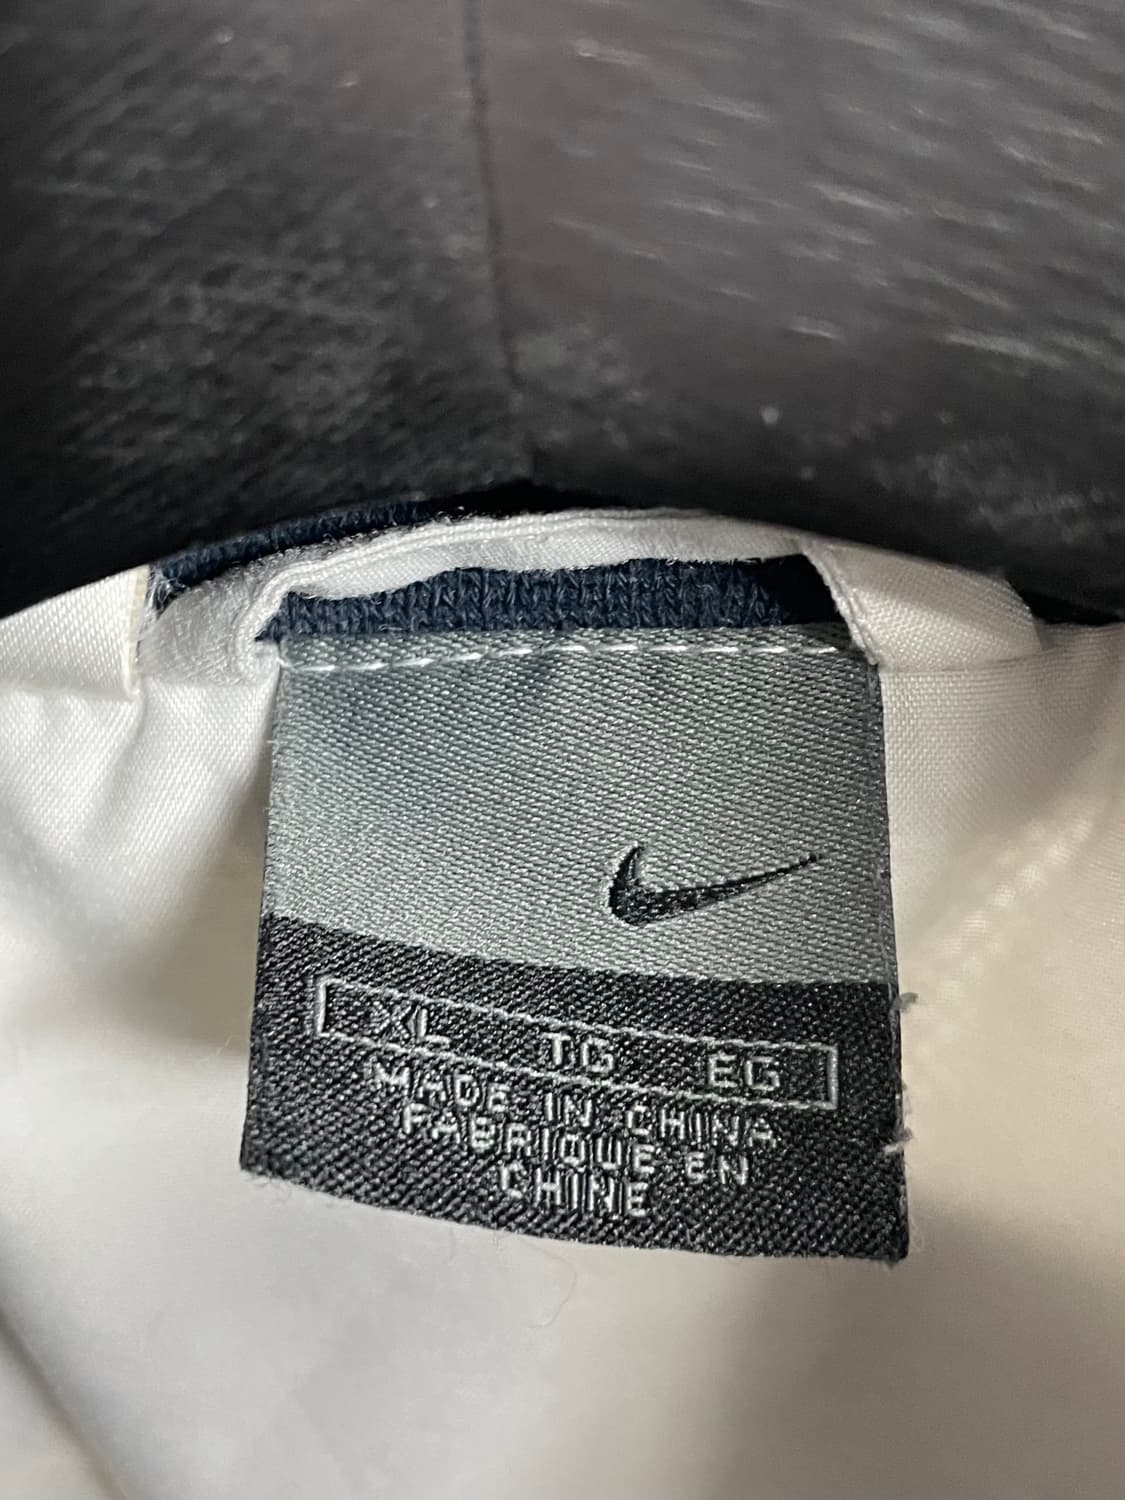 XL TG EG
MADE IN CHINA
FABRIQUE EN
CHINE